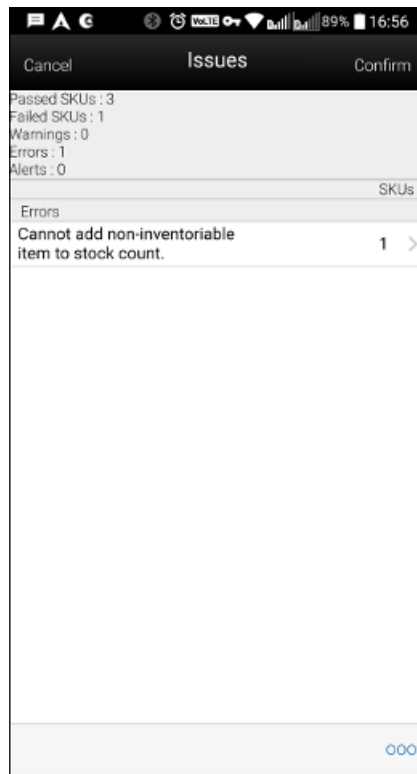 VoLTE 89% 16:56
Cancel Issues Confirm
Passed SKUs : 3
Failed SKUs : 1
Warnings : 0
Errors : 1
Alerts : 0
SKUs
Errors
Cannot add non-inventoriable
item to stock count. 1